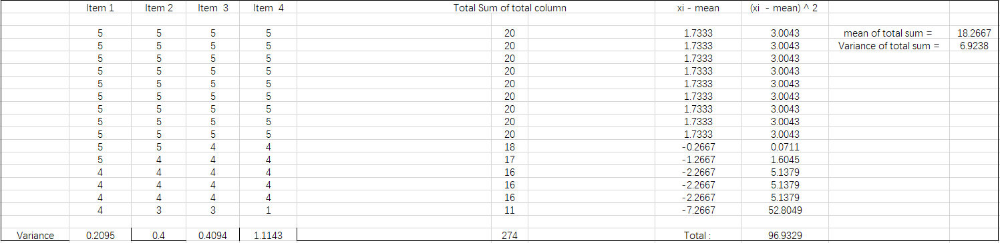 Item 1 Item 2 Item 3 Item 4 Total Sum of total column xi - mean (xi - mean) ^ 2
5 5 5 5 20 1.7333 3.0043 mean of total sum = 18.2667
5 5 5 5 20 1.7333 3.0043 Variance of total sum = 6.9238
5 5 5 5 20 1.7333 3.0043
5 5 5 5 20 1.7333 3.0043
5 5 5 5 20 1.7333 3.0043
5 5 5 5 20 1.7333 3.0043
5 5 5 5 20 1.7333 3.0043
5 5 5 5 20 1.7333 3.0043
5 5 5 5 20 1.7333 3.0043
5 5 4 4 18 -0.2667 0.0711
5 4 4 4 17 -1.2667 1.6045
4 4 4 4 16 -2.2667 5.1379
4 4 4 4 16 -2.2667 5.1379
4 4 4 4 16 -2.2667 5.1379
4 3 3 1 11 -7.2667 52.8049
Variance 0.2095 0.4 0.4094 1.1143 274 Total : 96.9329